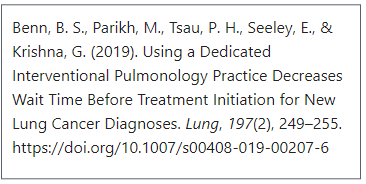 Benn, B. S., Parikh, M., Tsau, P. H., Seeley, E., &
Krishna, G. (2019). Using a Dedicated
Interventional Pulmonology Practice Decreases
Wait Time Before Treatment Initiation for New
Lung Cancer Diagnoses. Lung, 197(2), 249–255.
https://doi.org/10.1007/s00408-019-00207-6